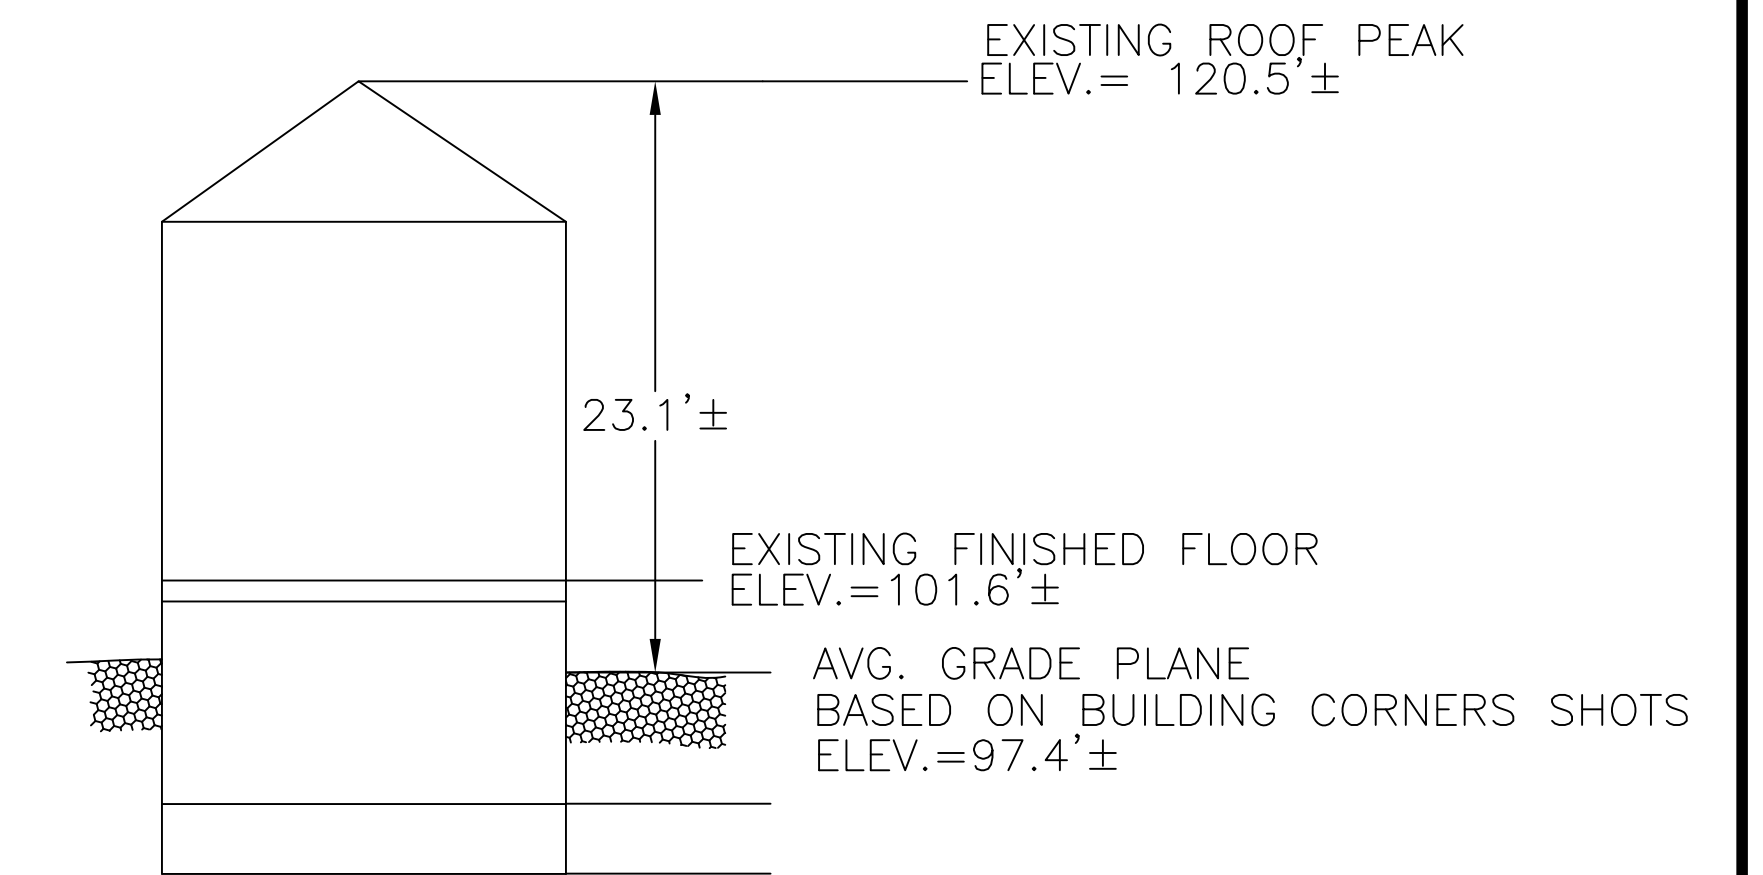 EXISTING ROOF PEAK
ELEV.= 120.5'±
23.1'±
EXISTING FINISHED FLOOR
ELEV.=101.6'±
AVG. GRADE PLANE
BASED ON BUILDING CORNERS SHOTS
ELEV.=97.4'±